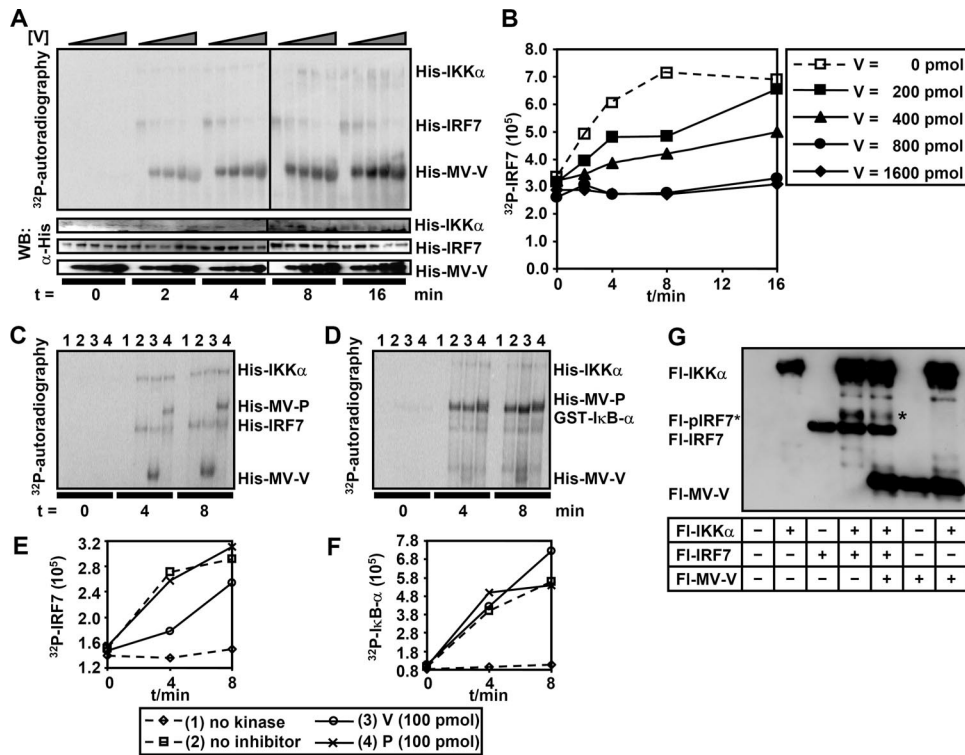 A
[V]
32P-autoradiography
His-IKKα
His-IRF7
His-MV-V
WB:
α-His
His-IKKα
His-IRF7
His-MV-V
t = 0 2 4 8 16 min
B
32P-IRF7 (10^5)
8.0
7.0
6.0
5.0
4.0
3.0
2.0
1.0
0.0
0 4 8 12 16
t/min
V = 0 pmol
V = 200 pmol
V = 400 pmol
V = 800 pmol
V = 1600 pmol
C
1 2 3 4 1 2 3 4 1 2 3 4
32P-autoradiography
His-IKKα
His-MV-P
His-IRF7
His-MV-V
t = 0 4 8 min
D
1 2 3 4 1 2 3 4 1 2 3 4
32P-autoradiography
His-IKKα
His-MV-P
GST-IκB-α
His-MV-V
0 4 8
E
32P-IRF7 (10^5)
3.2
2.8
2.4
2.0
1.6
1.2
0 4 8
t/min
F
32P-IκB-α (10^5)
7.8
6.8
5.8
4.8
3.8
2.8
1.8
0.8
0 4 8
t/min
(1) no kinase
(2) no inhibitor
(3) V (100 pmol)
(4) P (100 pmol)
G
Fl-IKKα
Fl-pIRF7*
Fl-IRF7
Fl-MV-V
*
Fl-IKKα – + – + + – +
Fl-IRF7 – – + + + – –
Fl-MV-V – – – – + + +